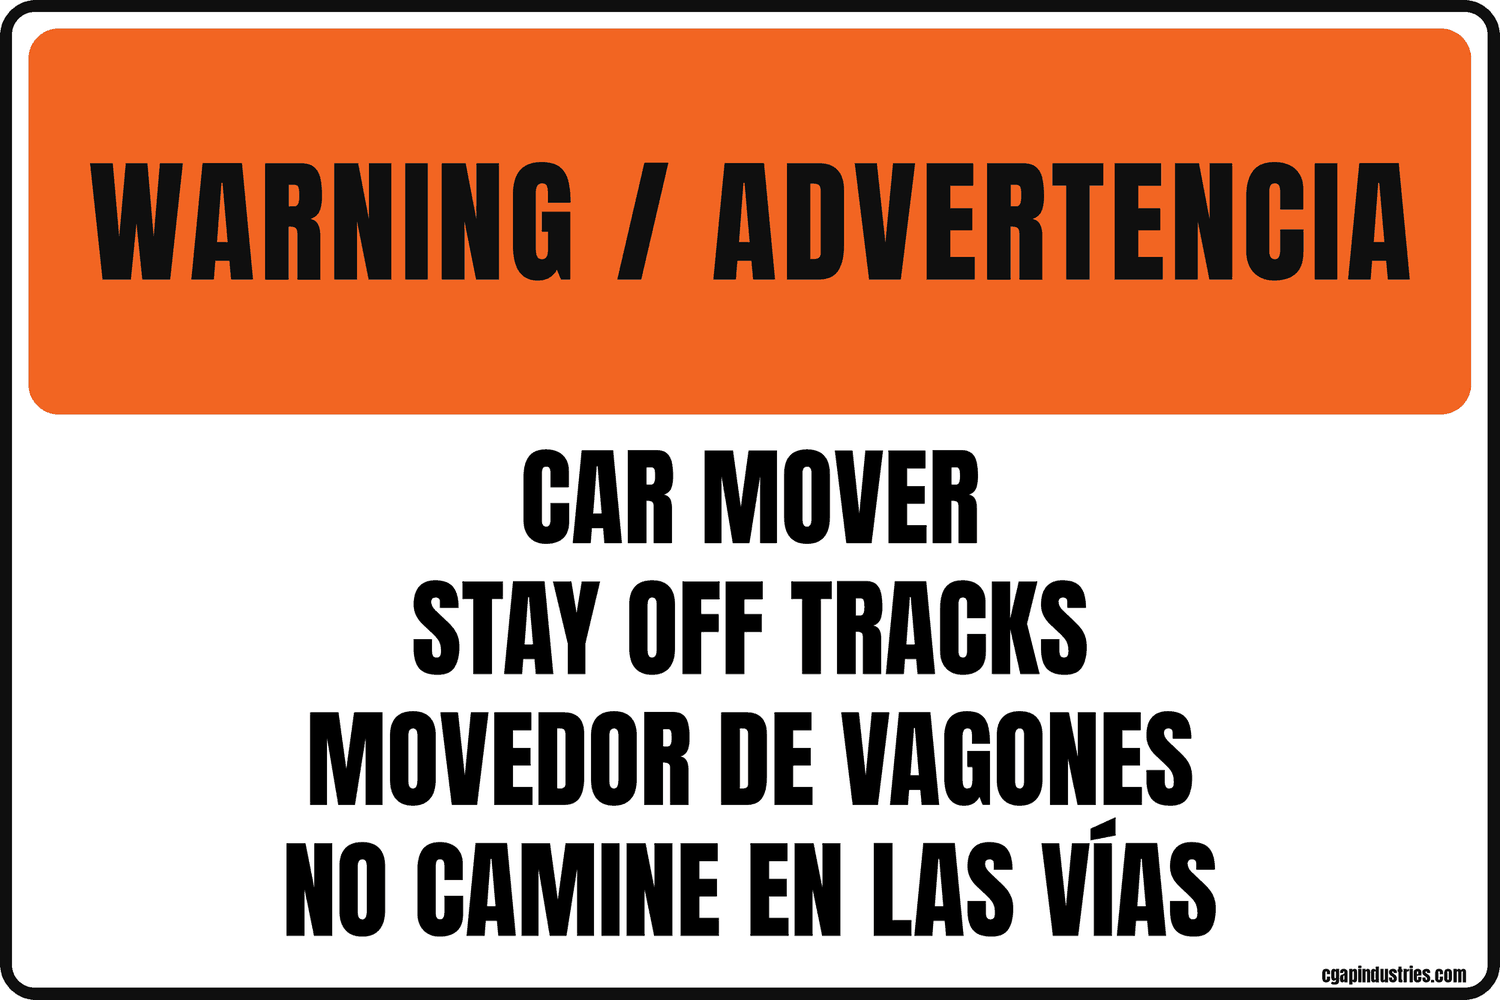 WARNING / ADVERTENCIA
CAR MOVER
STAY OFF TRACKS
MOVEDOR DE VAGONES
NO CAMINE EN LAS VÍAS
cgapindustries.com